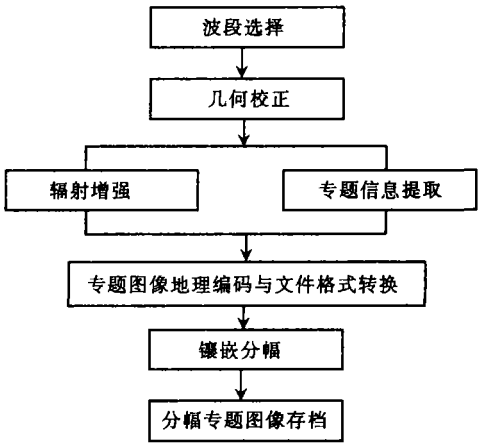 波段选择
几何校正
辐射增强
专题信息提取
专题图像地理编码与文件格式转换
镶嵌分幅
分幅专题图像存档